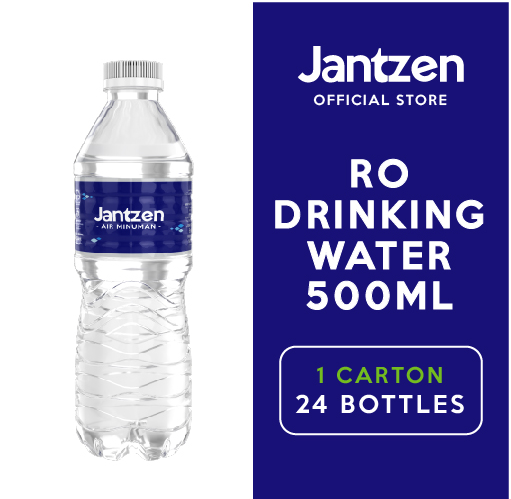 Jantzen
- AIR MINUMAN -
Jantzen
OFFICIAL STORE
RO
DRINKING
WATER
500ML
1 CARTON
24 BOTTLES